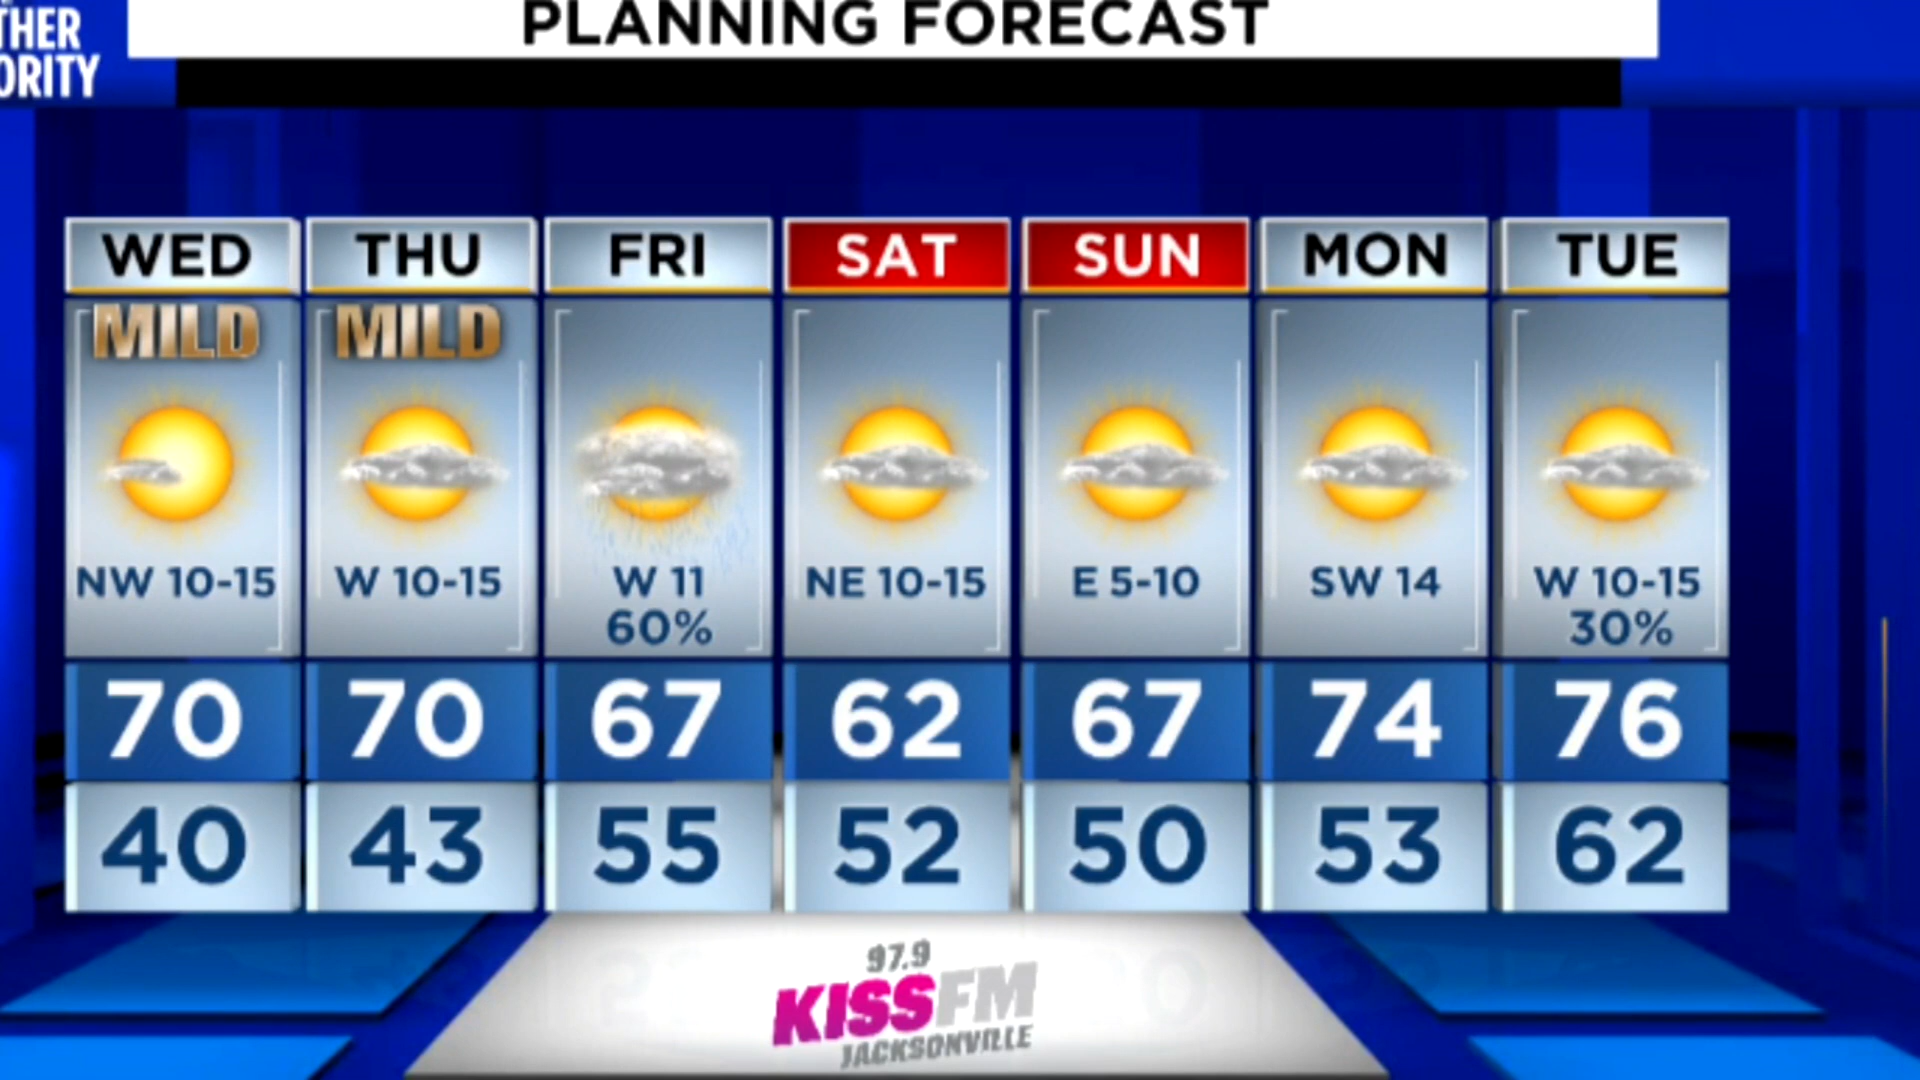 PLANNING FORECAST
THER
ORITY
WED THU FRI SAT SUN MON TUE
MILD MILD
NW 10-15 W 10-15 W 11 NE 10-15 E 5-10 SW 14 W 10-15
60% 30%
70 70 67 62 67 74 76
40 43 55 52 50 53 62
97.9
KISSFM
JACKSONVILLE